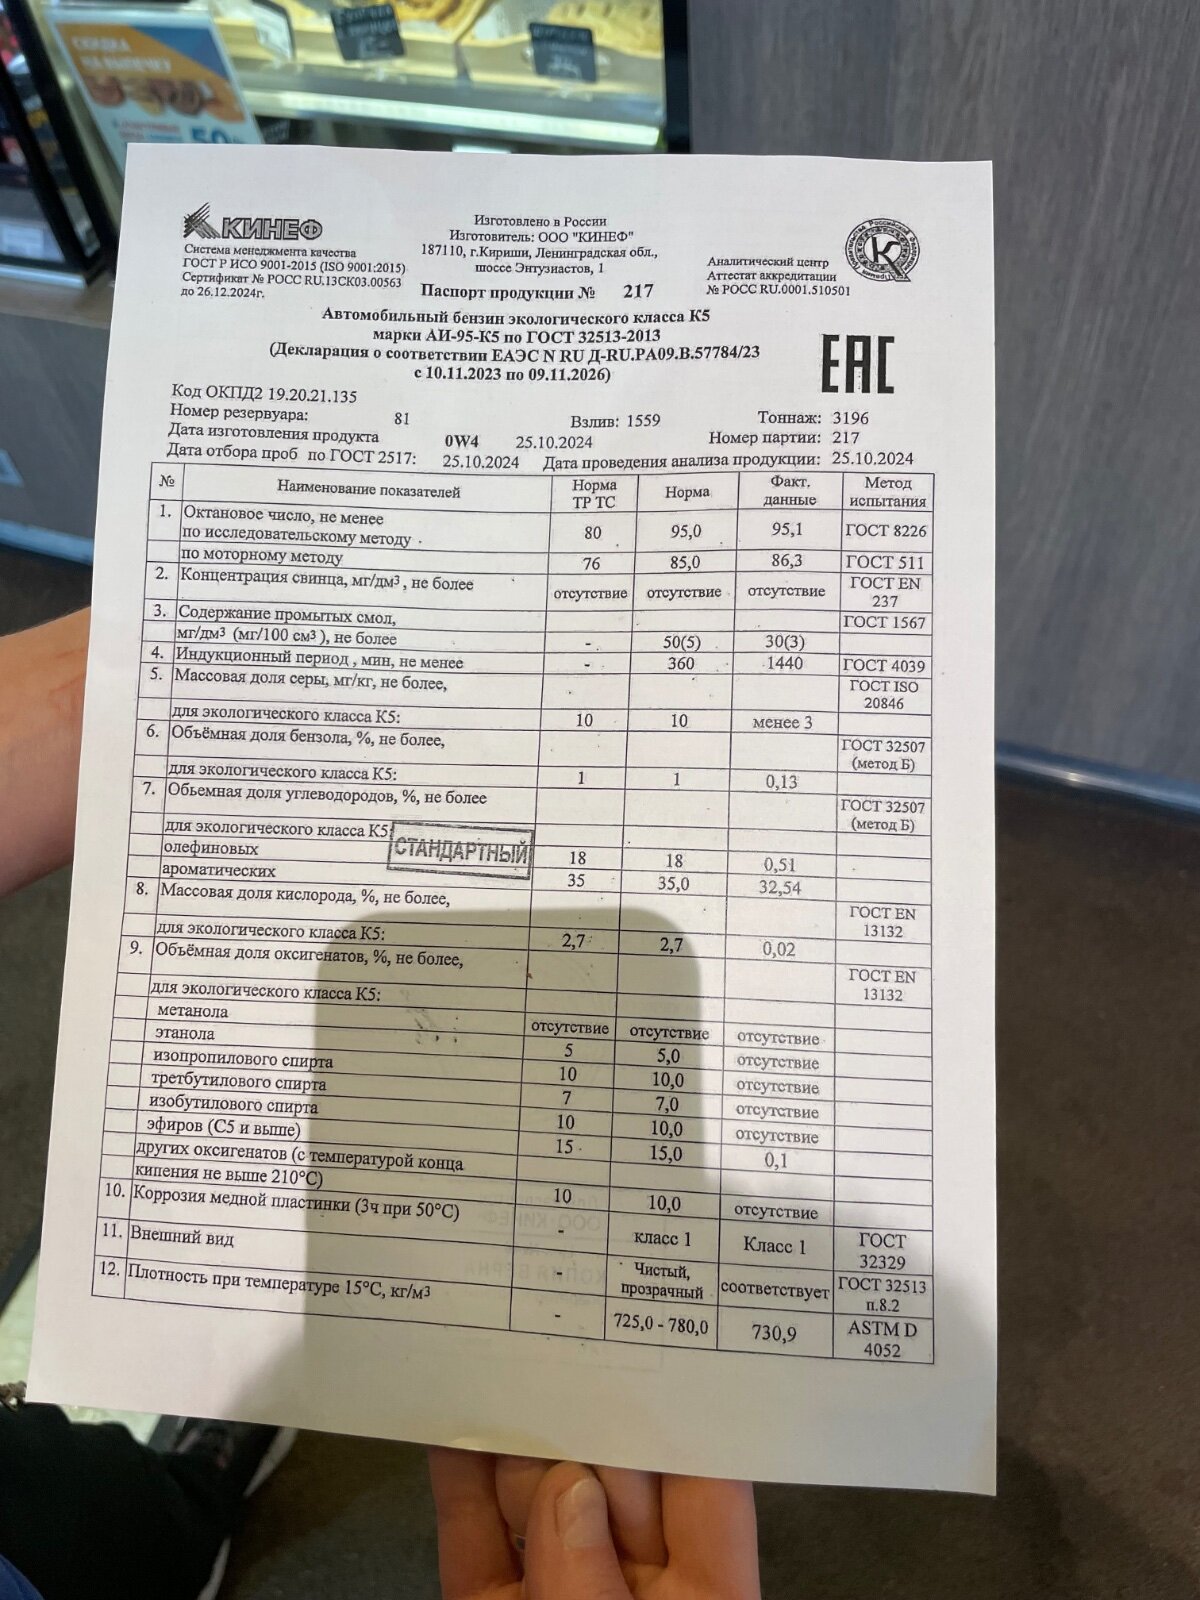 СКИДКА
НА ВЫПЕЧКУ
50
КИНЕФ
Система менеджмента качества
ГОСТ Р ИСО 9001-2015 (ISO 9001:2015)
Сертификат № РОСС RU.13СК03.00563
до 26.12.2024г.
Изготовлено в России
Изготовитель: ООО "КИНЕФ"
187110, г.Кириши, Ленинградская обл.,
шоссе Энтузиастов, 1
Паспорт продукции № 217
Аналитический центр
Аттестат аккредитации
№ РОСС RU.0001.510501
Автомобильный бензин экологического класса К5
марки АИ-95-К5 по ГОСТ 32513-2013
(Декларация о соответствии ЕАЭС N RU Д-RU.РА09.В.57784/23
с 10.11.2023 по 09.11.2026)
ЕАС
Код ОКПД2 19.20.21.135
Номер резервуара: 81 Взлив: 1559 Тоннаж: 3196
Дата изготовления продукта 0W4 25.10.2024 Номер партии: 217
Дата отбора проб по ГОСТ 2517: 25.10.2024 Дата проведения анализа продукции: 25.10.2024
№ Наименование показателей Норма ТР ТС Норма Факт. данные Метод испытания
1. Октановое число, не менее
по исследовательскому методу 80 95,0 95,1 ГОСТ 8226
по моторному методу 76 85,0 86,3 ГОСТ 511
2. Концентрация свинца, мг/дм³, не более отсутствие отсутствие отсутствие ГОСТ EN 237
3. Содержание промытых смол, ГОСТ 1567
мг/дм³ (мг/100 см³), не более - 50(5) 30(3)
4. Индукционный период, мин, не менее - 360 1440 ГОСТ 4039
5. Массовая доля серы, мг/кг, не более, ГОСТ ISO 20846
для экологического класса К5: 10 10 менее 3
6. Объёмная доля бензола, %, не более, ГОСТ 32507 (метод Б)
для экологического класса К5: 1 1 0,13
7. Обьемная доля углеводородов, %, не более ГОСТ 32507 (метод Б)
для экологического класса К5:
олефиновых 18 18 0,51
ароматических 35 35,0 32,54
СТАНДАРТНЫЙ
8. Массовая доля кислорода, %, не более, ГОСТ EN 13132
для экологического класса К5: 2,7 2,7 0,02
9. Объёмная доля оксигенатов, %, не более, ГОСТ EN 13132
для экологического класса К5:
метанола отсутствие отсутствие отсутствие
этанола 5 5,0 отсутствие
изопропилового спирта 10 10,0 отсутствие
третбутилового спирта 7 7,0 отсутствие
изобутилового спирта 10 10,0 отсутствие
эфиров (С5 и выше) 15 15,0 0,1
других оксигенатов (с температурой конца
кипения не выше 210°С) 10 10,0 отсутствие
10. Коррозия медной пластинки (3ч при 50°С) - класс 1 Класс 1 ГОСТ 32329
11. Внешний вид - Чистый, прозрачный соответствует ГОСТ 32513 п.8.2
12. Плотность при температуре 15°С, кг/м³ - 725,0 - 780,0 730,9 ASTM D 4052